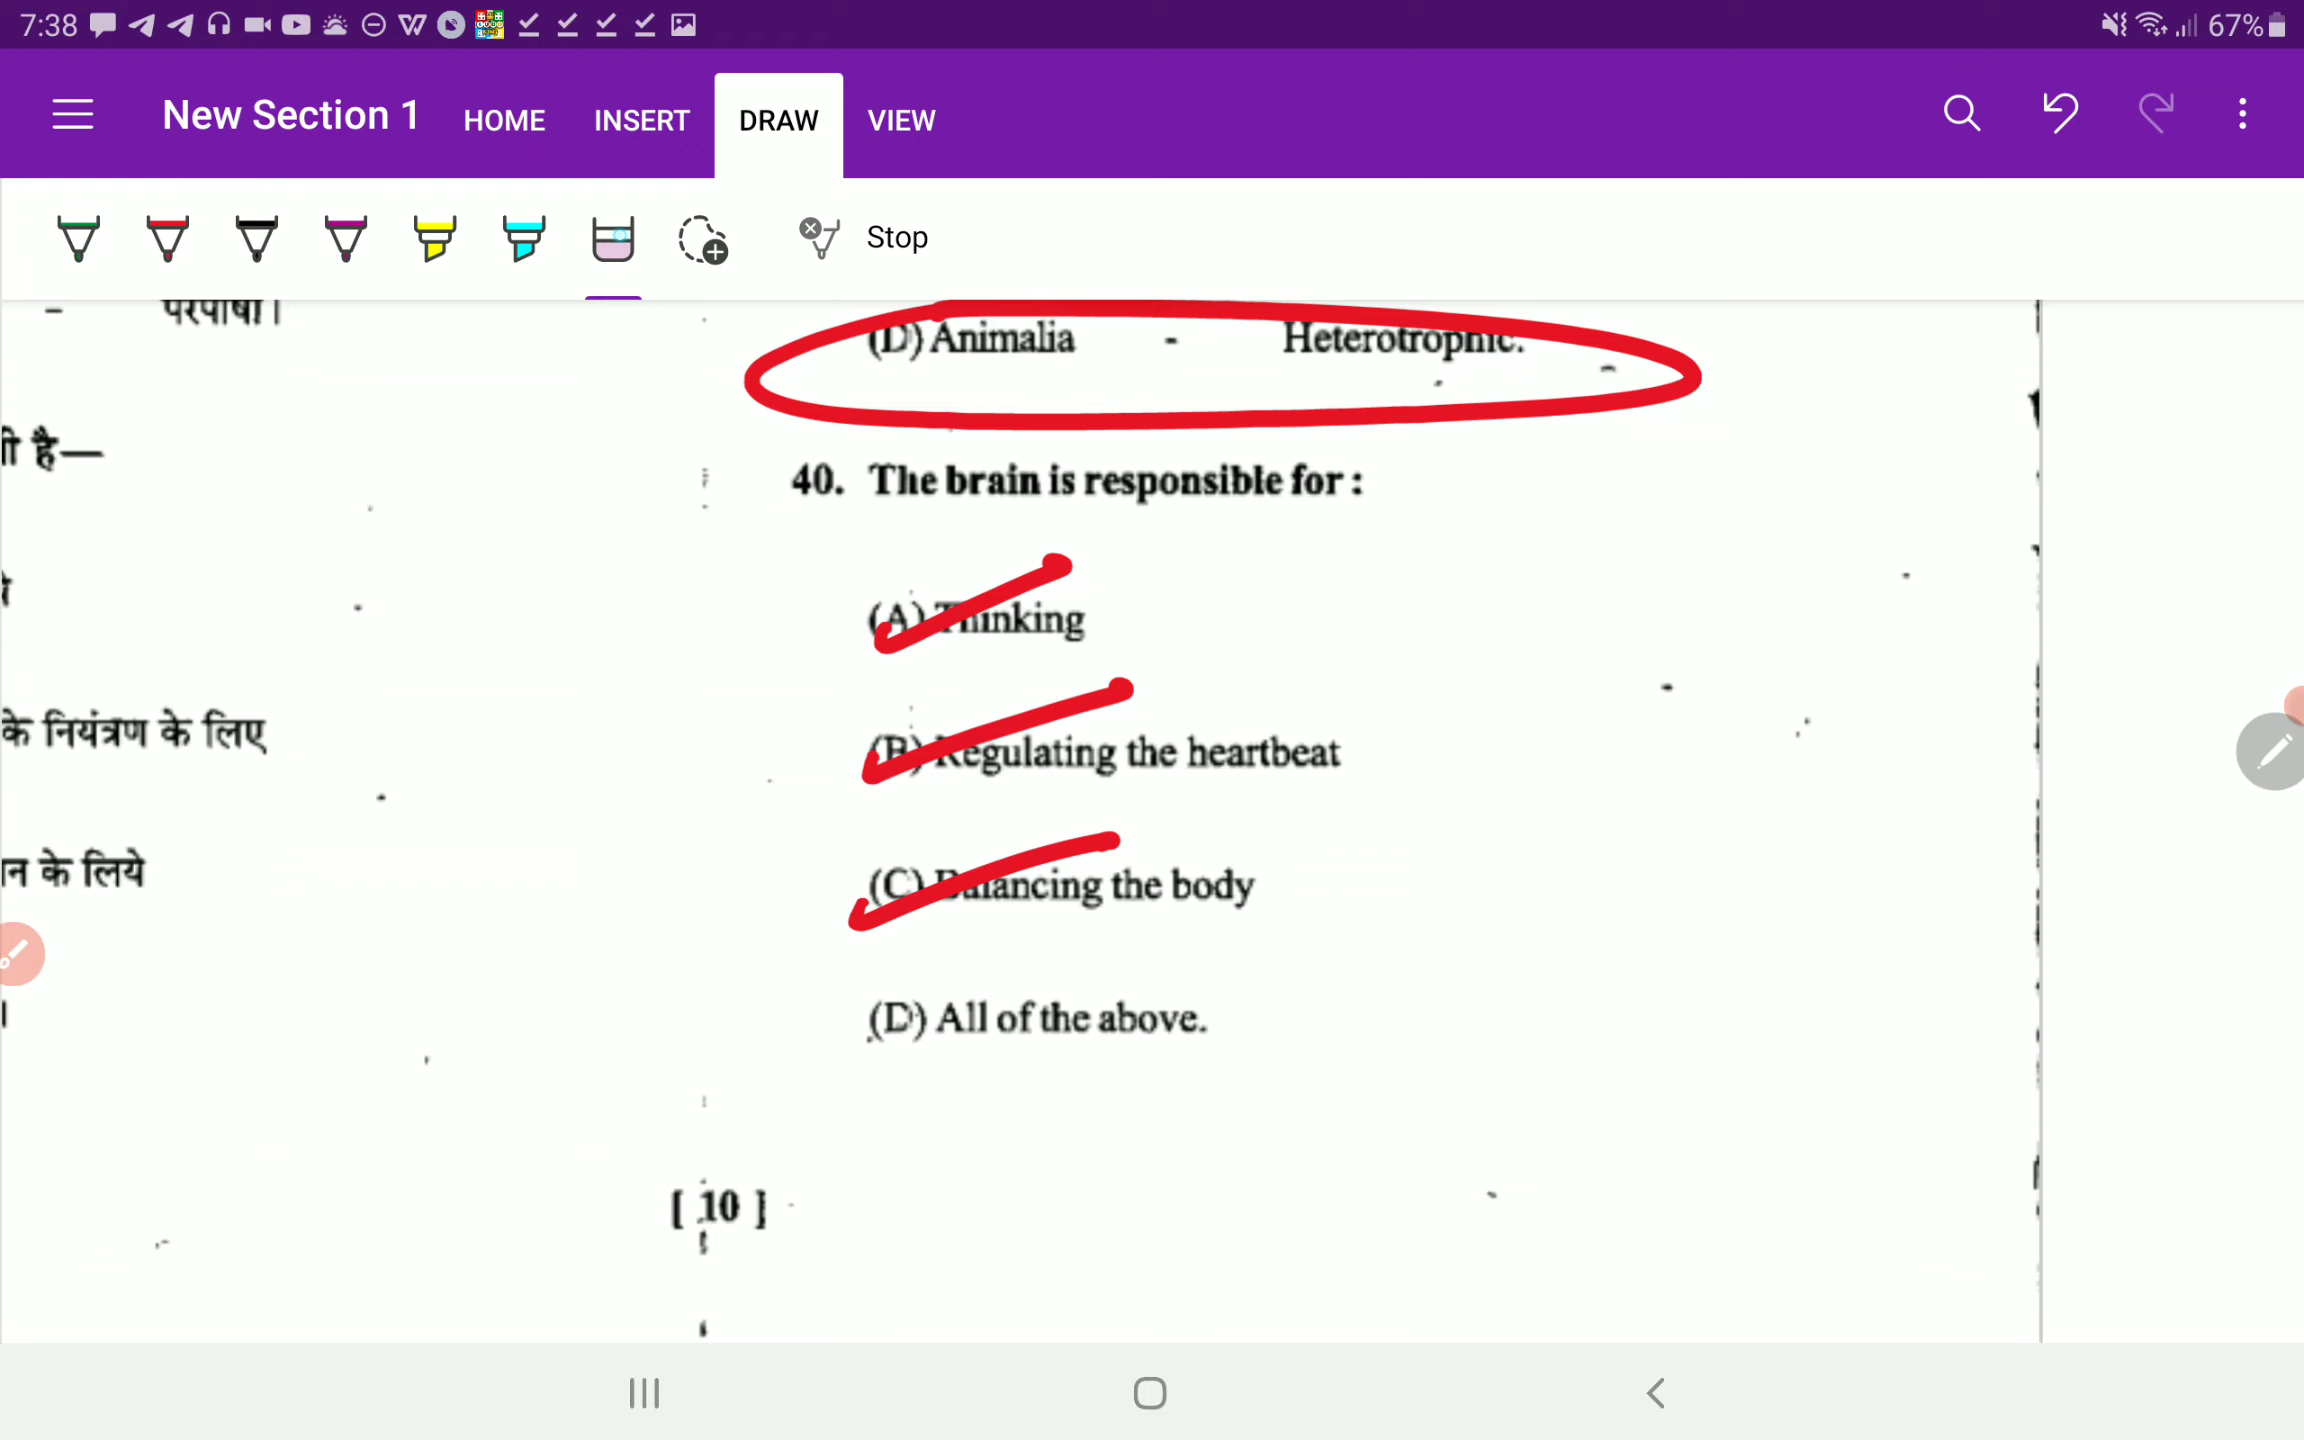 7:38
67%
New Section 1 HOME INSERT DRAW VIEW
Stop
– परपोषी।
(D) Animalia - Heterotrophic.
है—
40. The brain is responsible for :
(A) Thinking
के नियंत्रण के लिए
(B) Regulating the heartbeat
के लिये
(C) Balancing the body
(D) All of the above.
[ 10 ]